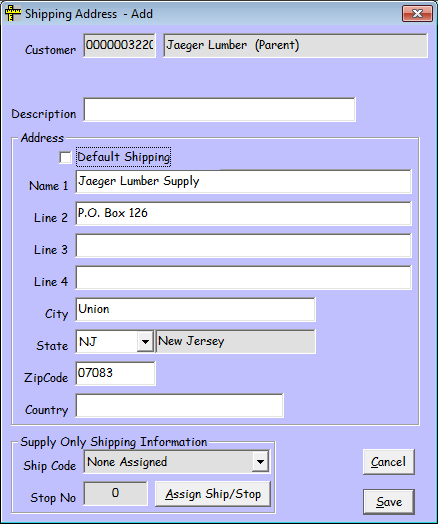 Shipping Address - Add
Customer 0000003220 Jaeger Lumber (Parent)
Description
Address
Default Shipping
Name 1 Jaeger Lumber Supply
Line 2 P.O. Box 126
Line 3
Line 4
City Union
State NJ New Jersey
ZipCode 07083
Country
Supply Only Shipping Information
Ship Code None Assigned
Cancel
Stop No 0 Assign Ship/Stop
Save